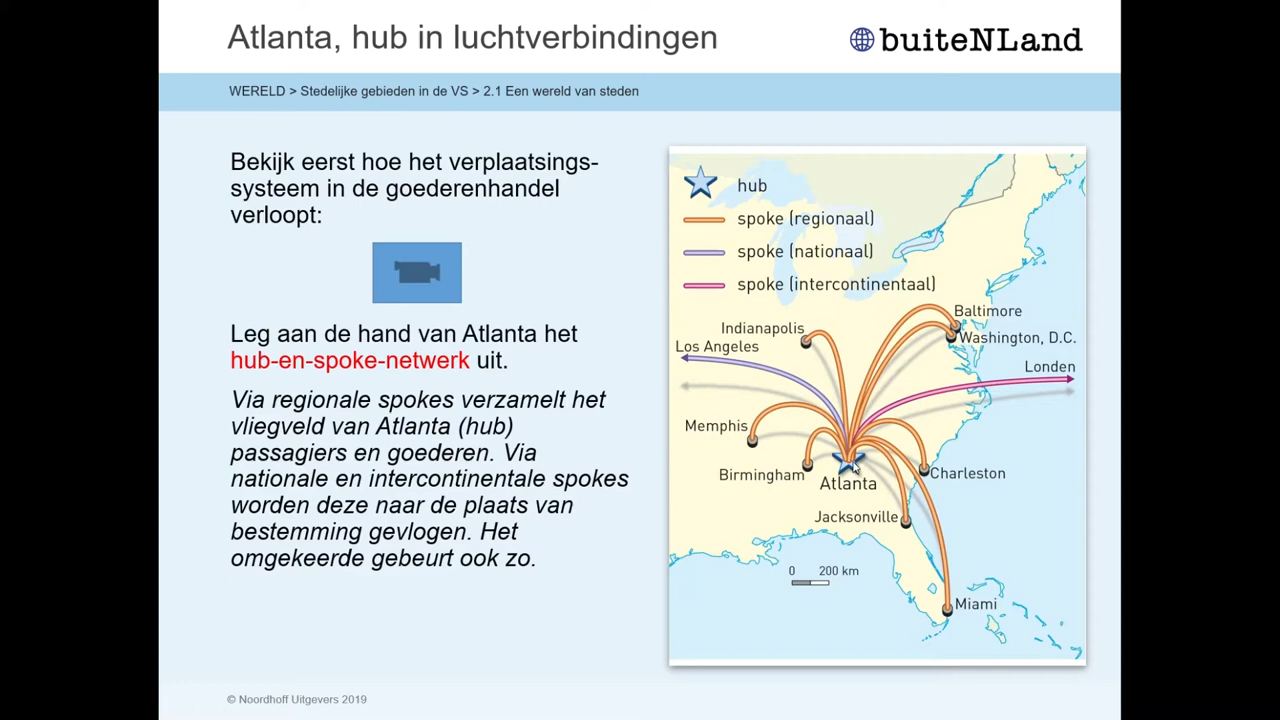 Atlanta, hub in luchtverbindingen
buiteNLand
WERELD > Stedelijke gebieden in de VS > 2.1 Een wereld van steden
Bekijk eerst hoe het verplaatsings-
systeem in de goederenhandel
verloopt:
Leg aan de hand van Atlanta het
hub-en-spoke-netwerk uit.
Via regionale spokes verzamelt het
vliegveld van Atlanta (hub)
passagiers en goederen. Via
nationale en intercontinentale spokes
worden deze naar de plaats van
bestemming gevlogen. Het
omgekeerde gebeurt ook zo.
hub
spoke (regionaal)
spoke (nationaal)
spoke (intercontinentaal)
Baltimore
Indianapolis
Washington, D.C.
Los Angeles
Londen
Memphis
Birmingham
Charleston
Atlanta
Jacksonville
0 200 km
Miami
© Noordhoff Uitgevers 2019